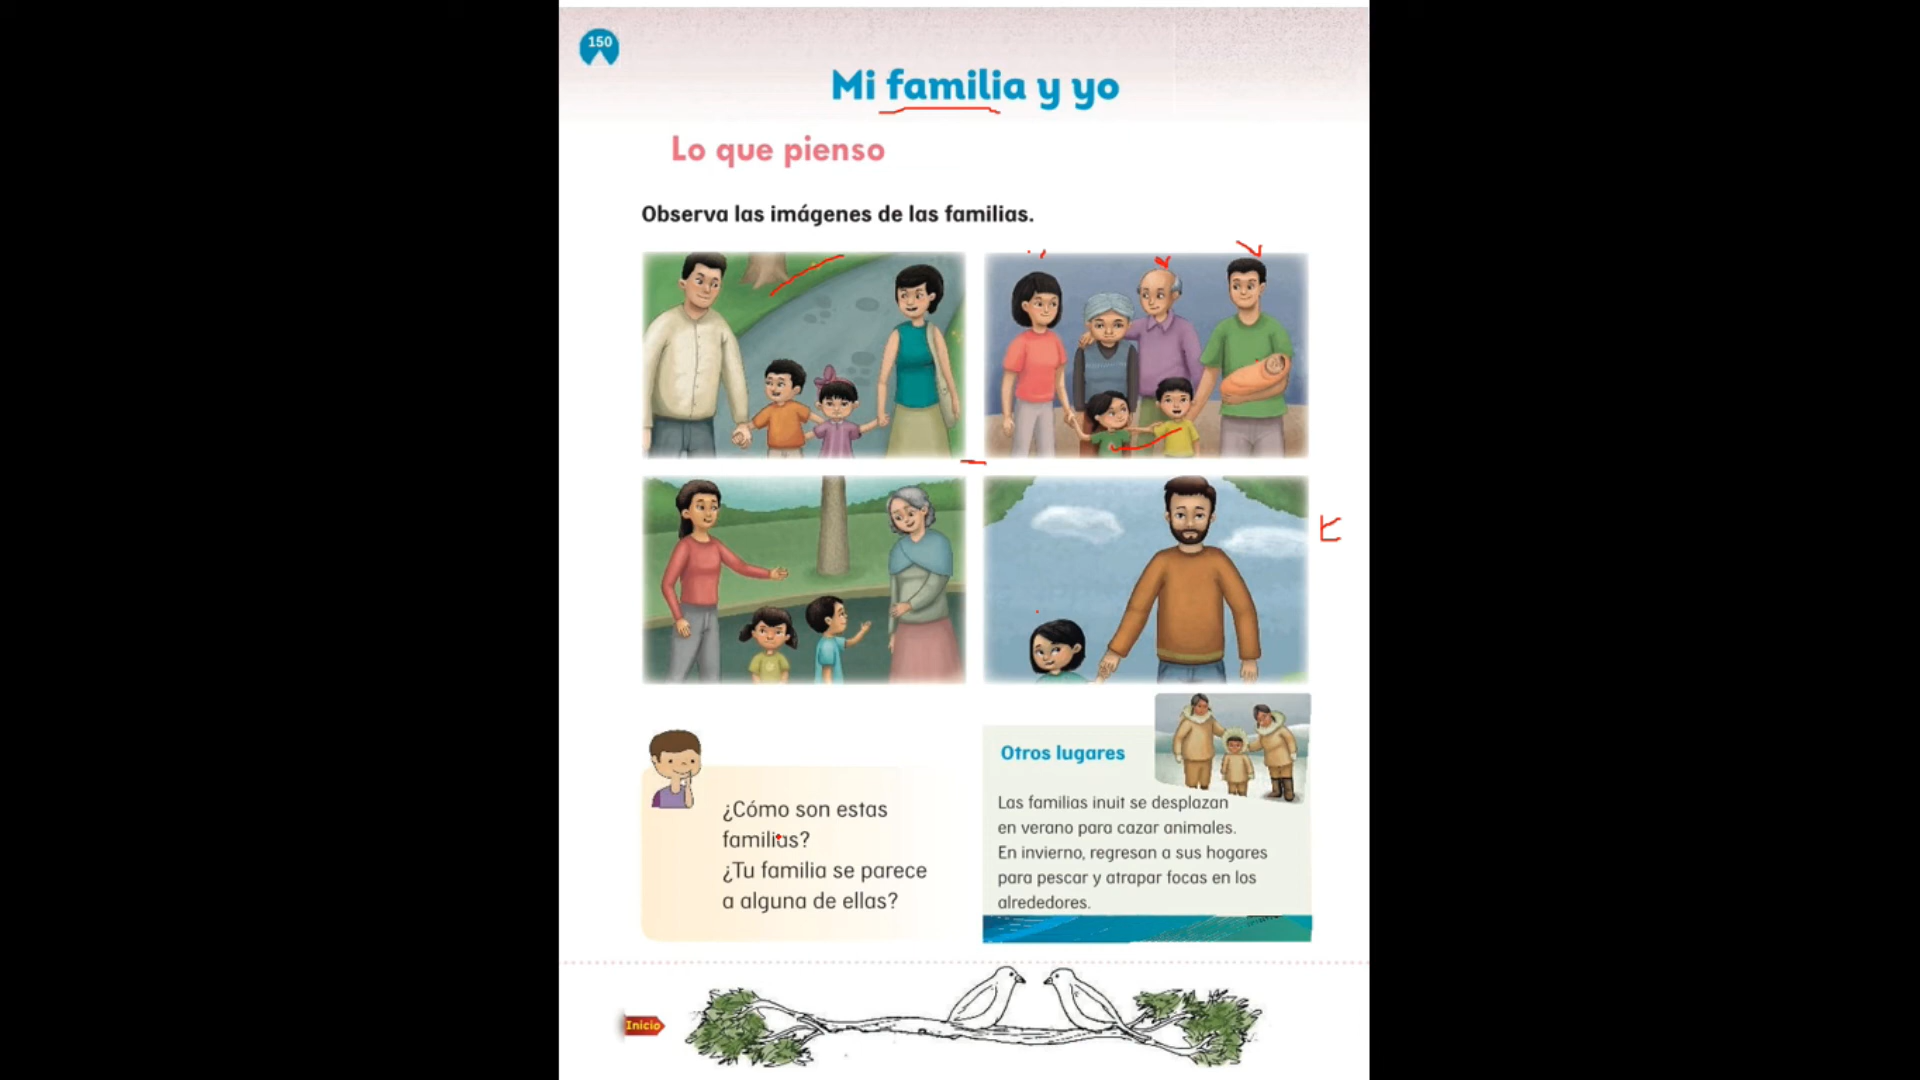 150
Mi familia y yo
Lo que pienso
Observa las imágenes de las familias.
¿Cómo son estas
familias?
¿Tu familia se parece
a alguna de ellas?
Otros lugares
Las familias inuit se desplazan
en verano para cazar animales.
En invierno, regresan a sus hogares
para pescar y atrapar focas en los
alrededores.
Inicio